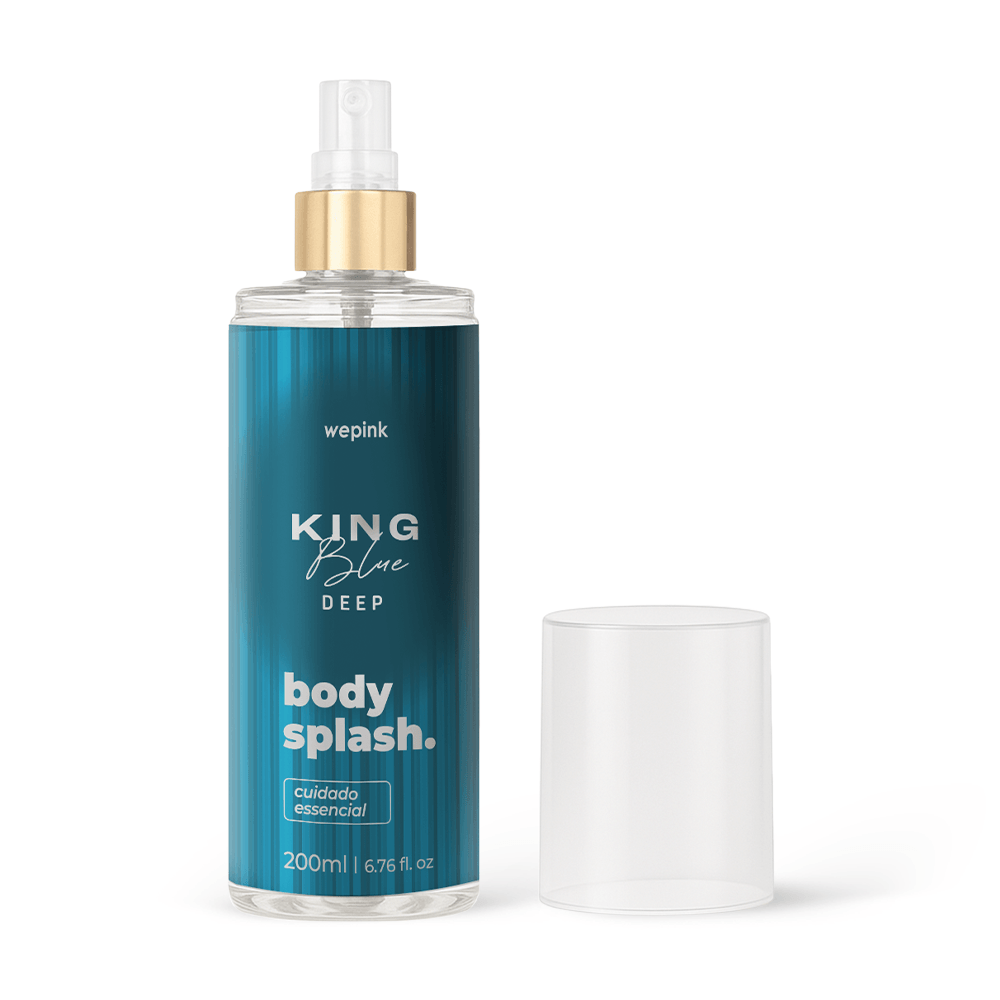 wepink
KING
Blue
DEEP
body
splash.
cuidado
essencial
200ml | 6.76 fl. oz